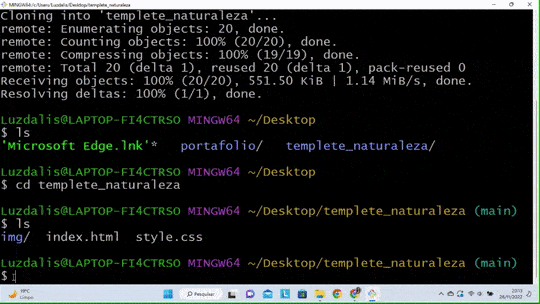 MINGW64:/c/Users/Luzdalis/Desktop/templete_naturaleza
Cloning into 'templete_naturaleza'...
remote: Enumerating objects: 20, done.
remote: Counting objects: 100% (20/20), done.
remote: Compressing objects: 100% (19/19), done.
remote: Total 20 (delta 1), reused 20 (delta 1), pack-reused 0
Receiving objects: 100% (20/20), 551.50 KiB | 1.14 MiB/s, done.
Resolving deltas: 100% (1/1), done.
Luzdalis@LAPTOP-FI4CTRSO MINGW64 ~/Desktop
$ ls
'Microsoft Edge.lnk'* portafolio/ templete_naturaleza/
Luzdalis@LAPTOP-FI4CTRSO MINGW64 ~/Desktop
$ cd templete_naturaleza
Luzdalis@LAPTOP-FI4CTRSO MINGW64 ~/Desktop/templete_naturaleza (main)
$ ls
img/ index.html style.css
Luzdalis@LAPTOP-FI4CTRSO MINGW64 ~/Desktop/templete_naturaleza (main)
$
19°C
Limpo
Pesquisar
20:13
26/11/2023